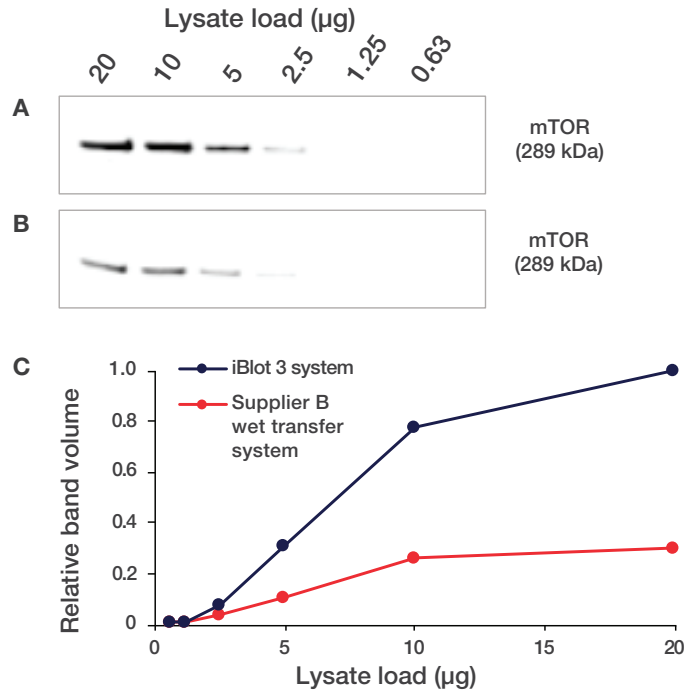 Lysate load (µg)
20 10 5 2.5 1.25 0.63
A
mTOR
(289 kDa)
B
mTOR
(289 kDa)
C
1.0
0.8
0.6
0.4
0.2
0
Relative band volume
iBlot 3 system
Supplier B
wet transfer
system
0 5 10 15 20
Lysate load (µg)